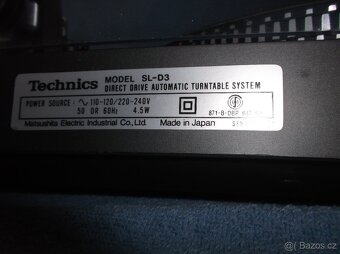 Technics MODEL SL-D3
DIRECT DRIVE AUTOMATIC TURNTABLE SYSTEM
POWER SOURCE : 110-120/220-240V
50 OR 60Hz 4.5W
Matsushita Electric Industrial Co.,Ltd. Made in Japan
Bazos.cz